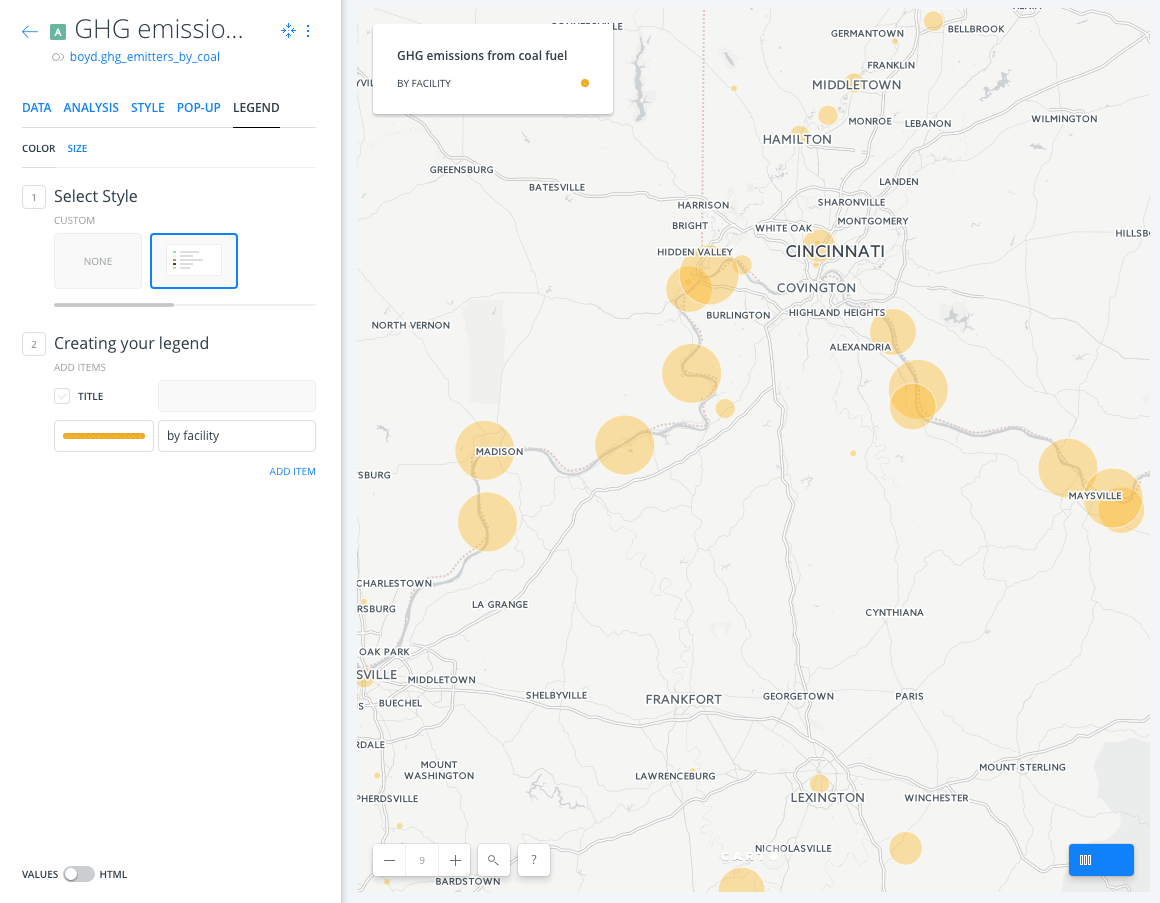 GHG emissio...
A
boyd.ghg_emitters_by_coal
DATA ANALYSIS STYLE POP-UP LEGEND
COLOR SIZE
1 Select Style
CUSTOM
NONE
2 Creating your legend
ADD ITEMS
TITLE
by facility
ADD ITEM
VALUES HTML
GHG emissions from coal fuel
BY FACILITY
BELLBROOK
GERMANTOWN
FRANKLIN
MIDDLETOWN
MONROE
LEBANON
WILMINGTON
HAMILTON
GREENSBURG
BATESVILLE
LANDEN
HARRISON
SHARONVILLE
BRIGHT
WHITE OAK
MONTGOMERY
HIDDEN VALLEY
CINCINNATI
COVINGTON
BURLINGTON
HIGHLAND HEIGHTS
NORTH VERNON
ALEXANDRIA
MADISON
SBURG
MAYSVILLE
CHARLESTOWN
LA GRANGE
RSBURG
CYNTHIANA
OAK PARK
SVILLE
MIDDLETOWN
SHELBYVILLE
FRANKFORT
GEORGETOWN
PARIS
S
BUECHEL
RDALE
MOUNT
WASHINGTON
LAWRENCEBURG
MOUNT STERLING
PHERDSVILLE
LEXINGTON
WINCHESTER
NICHOLASVILLE
CARTO
9
?
BARDSTOWN